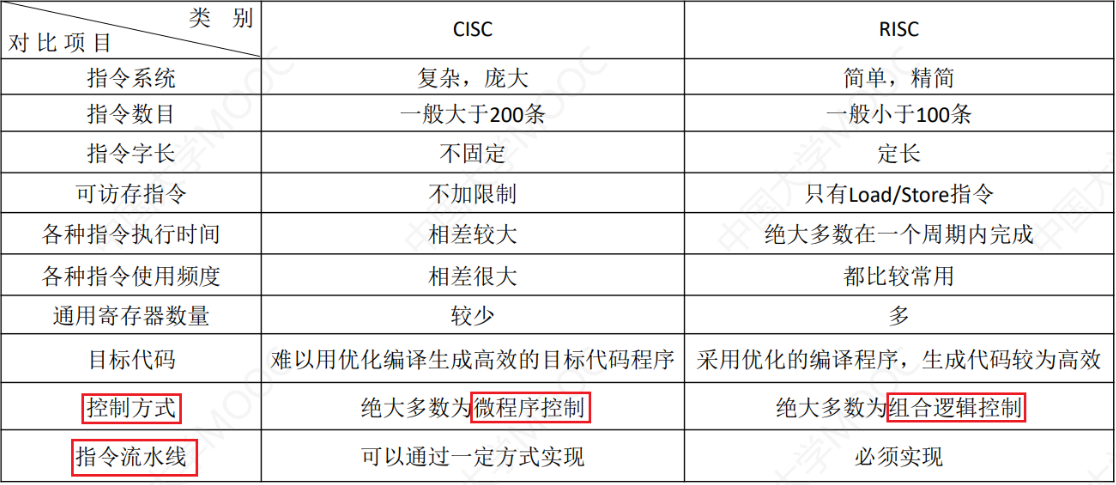 类 别
对比项目
CISC
RISC
指令系统
复杂，庞大
简单，精简
指令数目
一般大于200条
一般小于100条
指令字长
不固定
定长
可访存指令
不加限制
只有Load/Store指令
各种指令执行时间
相差较大
绝大多数在一个周期内完成
各种指令使用频度
相差很大
都比较常用
通用寄存器数量
较少
多
目标代码
难以用优化编译生成高效的目标代码程序
采用优化的编译程序，生成代码较为高效
控制方式
绝大多数为微程序控制
绝大多数为组合逻辑控制
指令流水线
可以通过一定方式实现
必须实现
中国大学MOOC